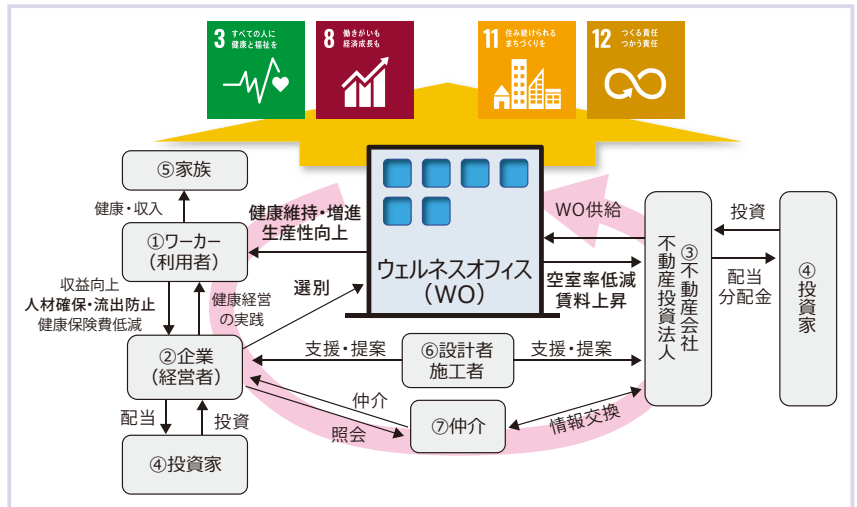 3 すべての人に
健康と福祉を
8 働きがいも
経済成長も
11 住み続けられる
まちづくりを
12 つくる責任
つかう責任
⑤家族
健康・収入
①ワーカー
(利用者)
健康維持・増進
生産性向上
ウェルネスオフィス
(WO)
WO供給
空室率低減
賃料上昇
③不動産会社
不動産投資法人
投資
配当
分配金
④投資家
収益向上
人材確保・流出防止
健康保険費低減
健康経営
の実践
選別
②企業
(経営者)
支援・提案
⑥設計者
施工者
支援・提案
仲介
照会
⑦仲介
情報交換
配当
投資
④投資家